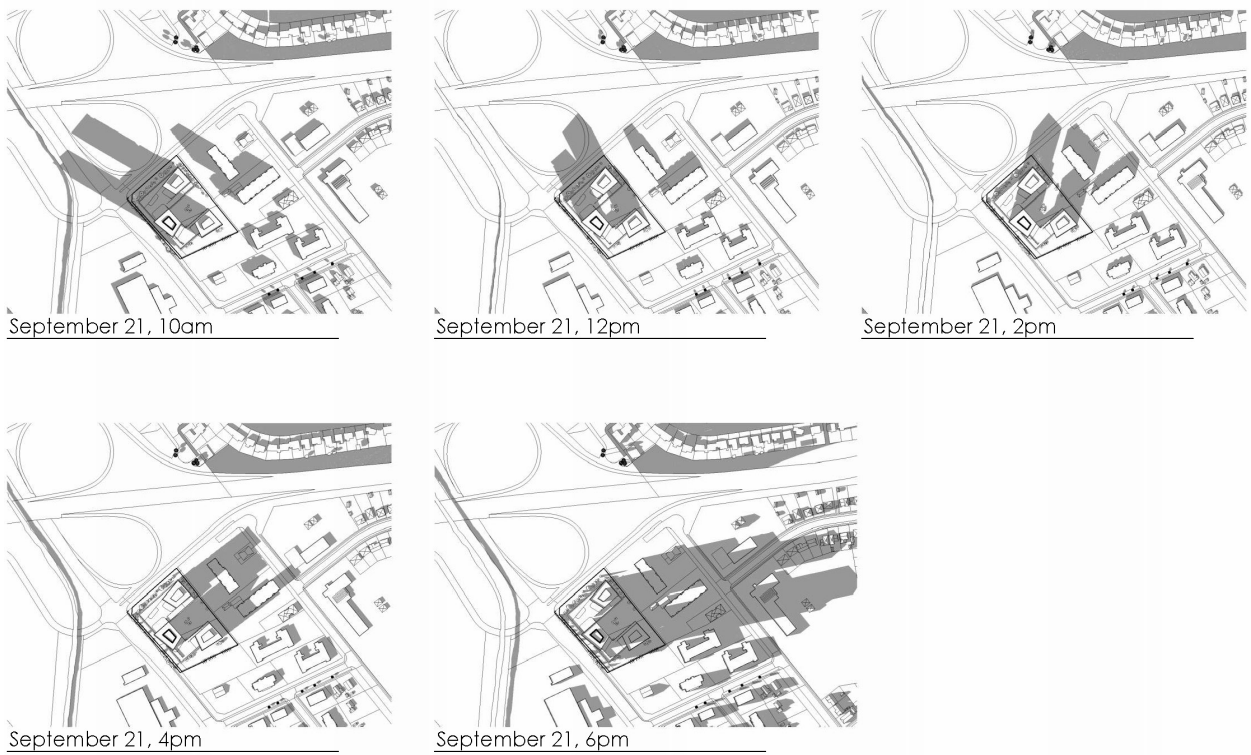 September 21, 10am
September 21, 12pm
September 21, 2pm
September 21, 4pm
September 21, 6pm